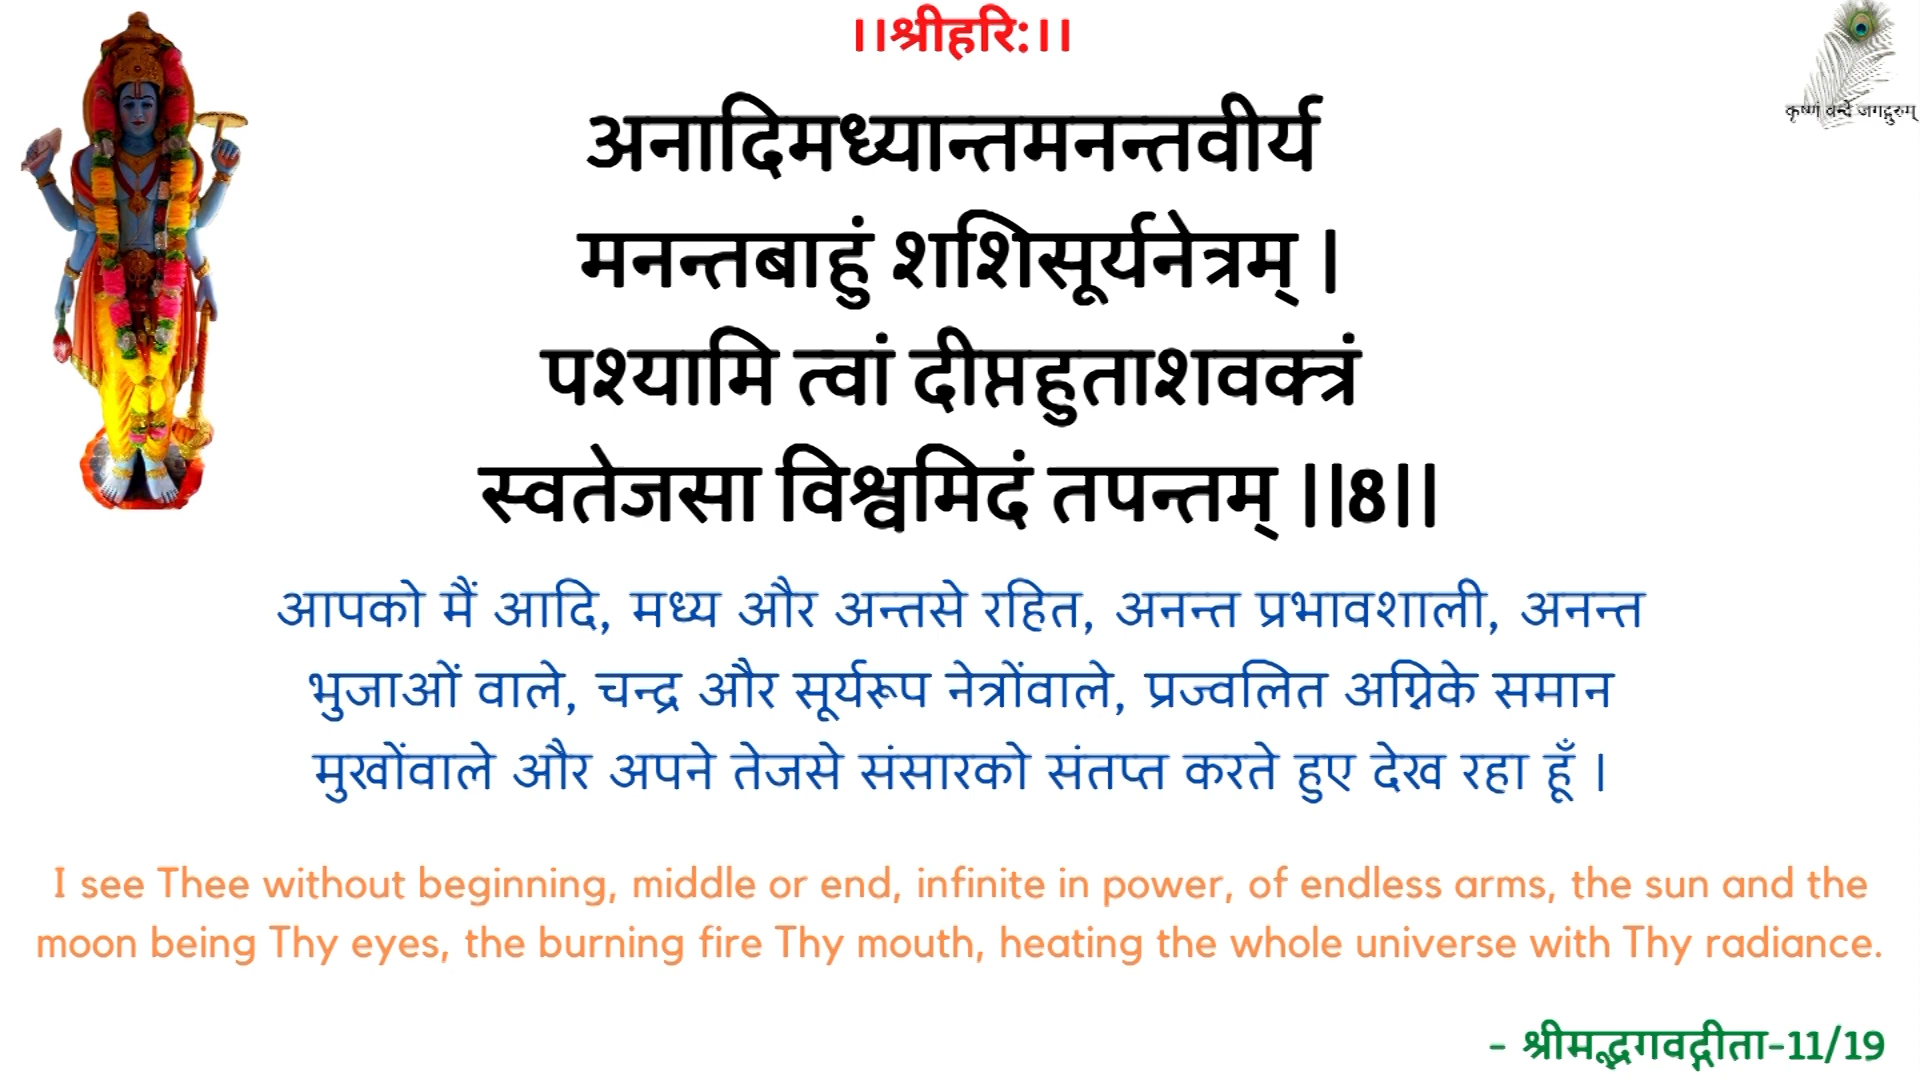 ।।श्रीहरि:।।
कृष्णं वन्दे जगद्गुरुम्
अनादिमध्यान्तमनन्तवीर्य
मनन्तबाहुं शशिसूर्यनेत्रम् |
पश्यामि त्वां दीप्तहुताशवक्त्रं
स्वतेजसा विश्वमिदं तपन्तम् ||8||
आपको मैं आदि, मध्य और अन्तसे रहित, अनन्त प्रभावशाली, अनन्त
भुजाओं वाले, चन्द्र और सूर्यरूप नेत्रोंवाले, प्रज्वलित अग्निके समान
मुखोंवाले और अपने तेजसे संसारको संतप्त करते हुए देख रहा हूँ ।
I see Thee without beginning, middle or end, infinite in power, of endless arms, the sun and the
moon being Thy eyes, the burning fire Thy mouth, heating the whole universe with Thy radiance.
- श्रीमद्भगवद्गीता-11/19